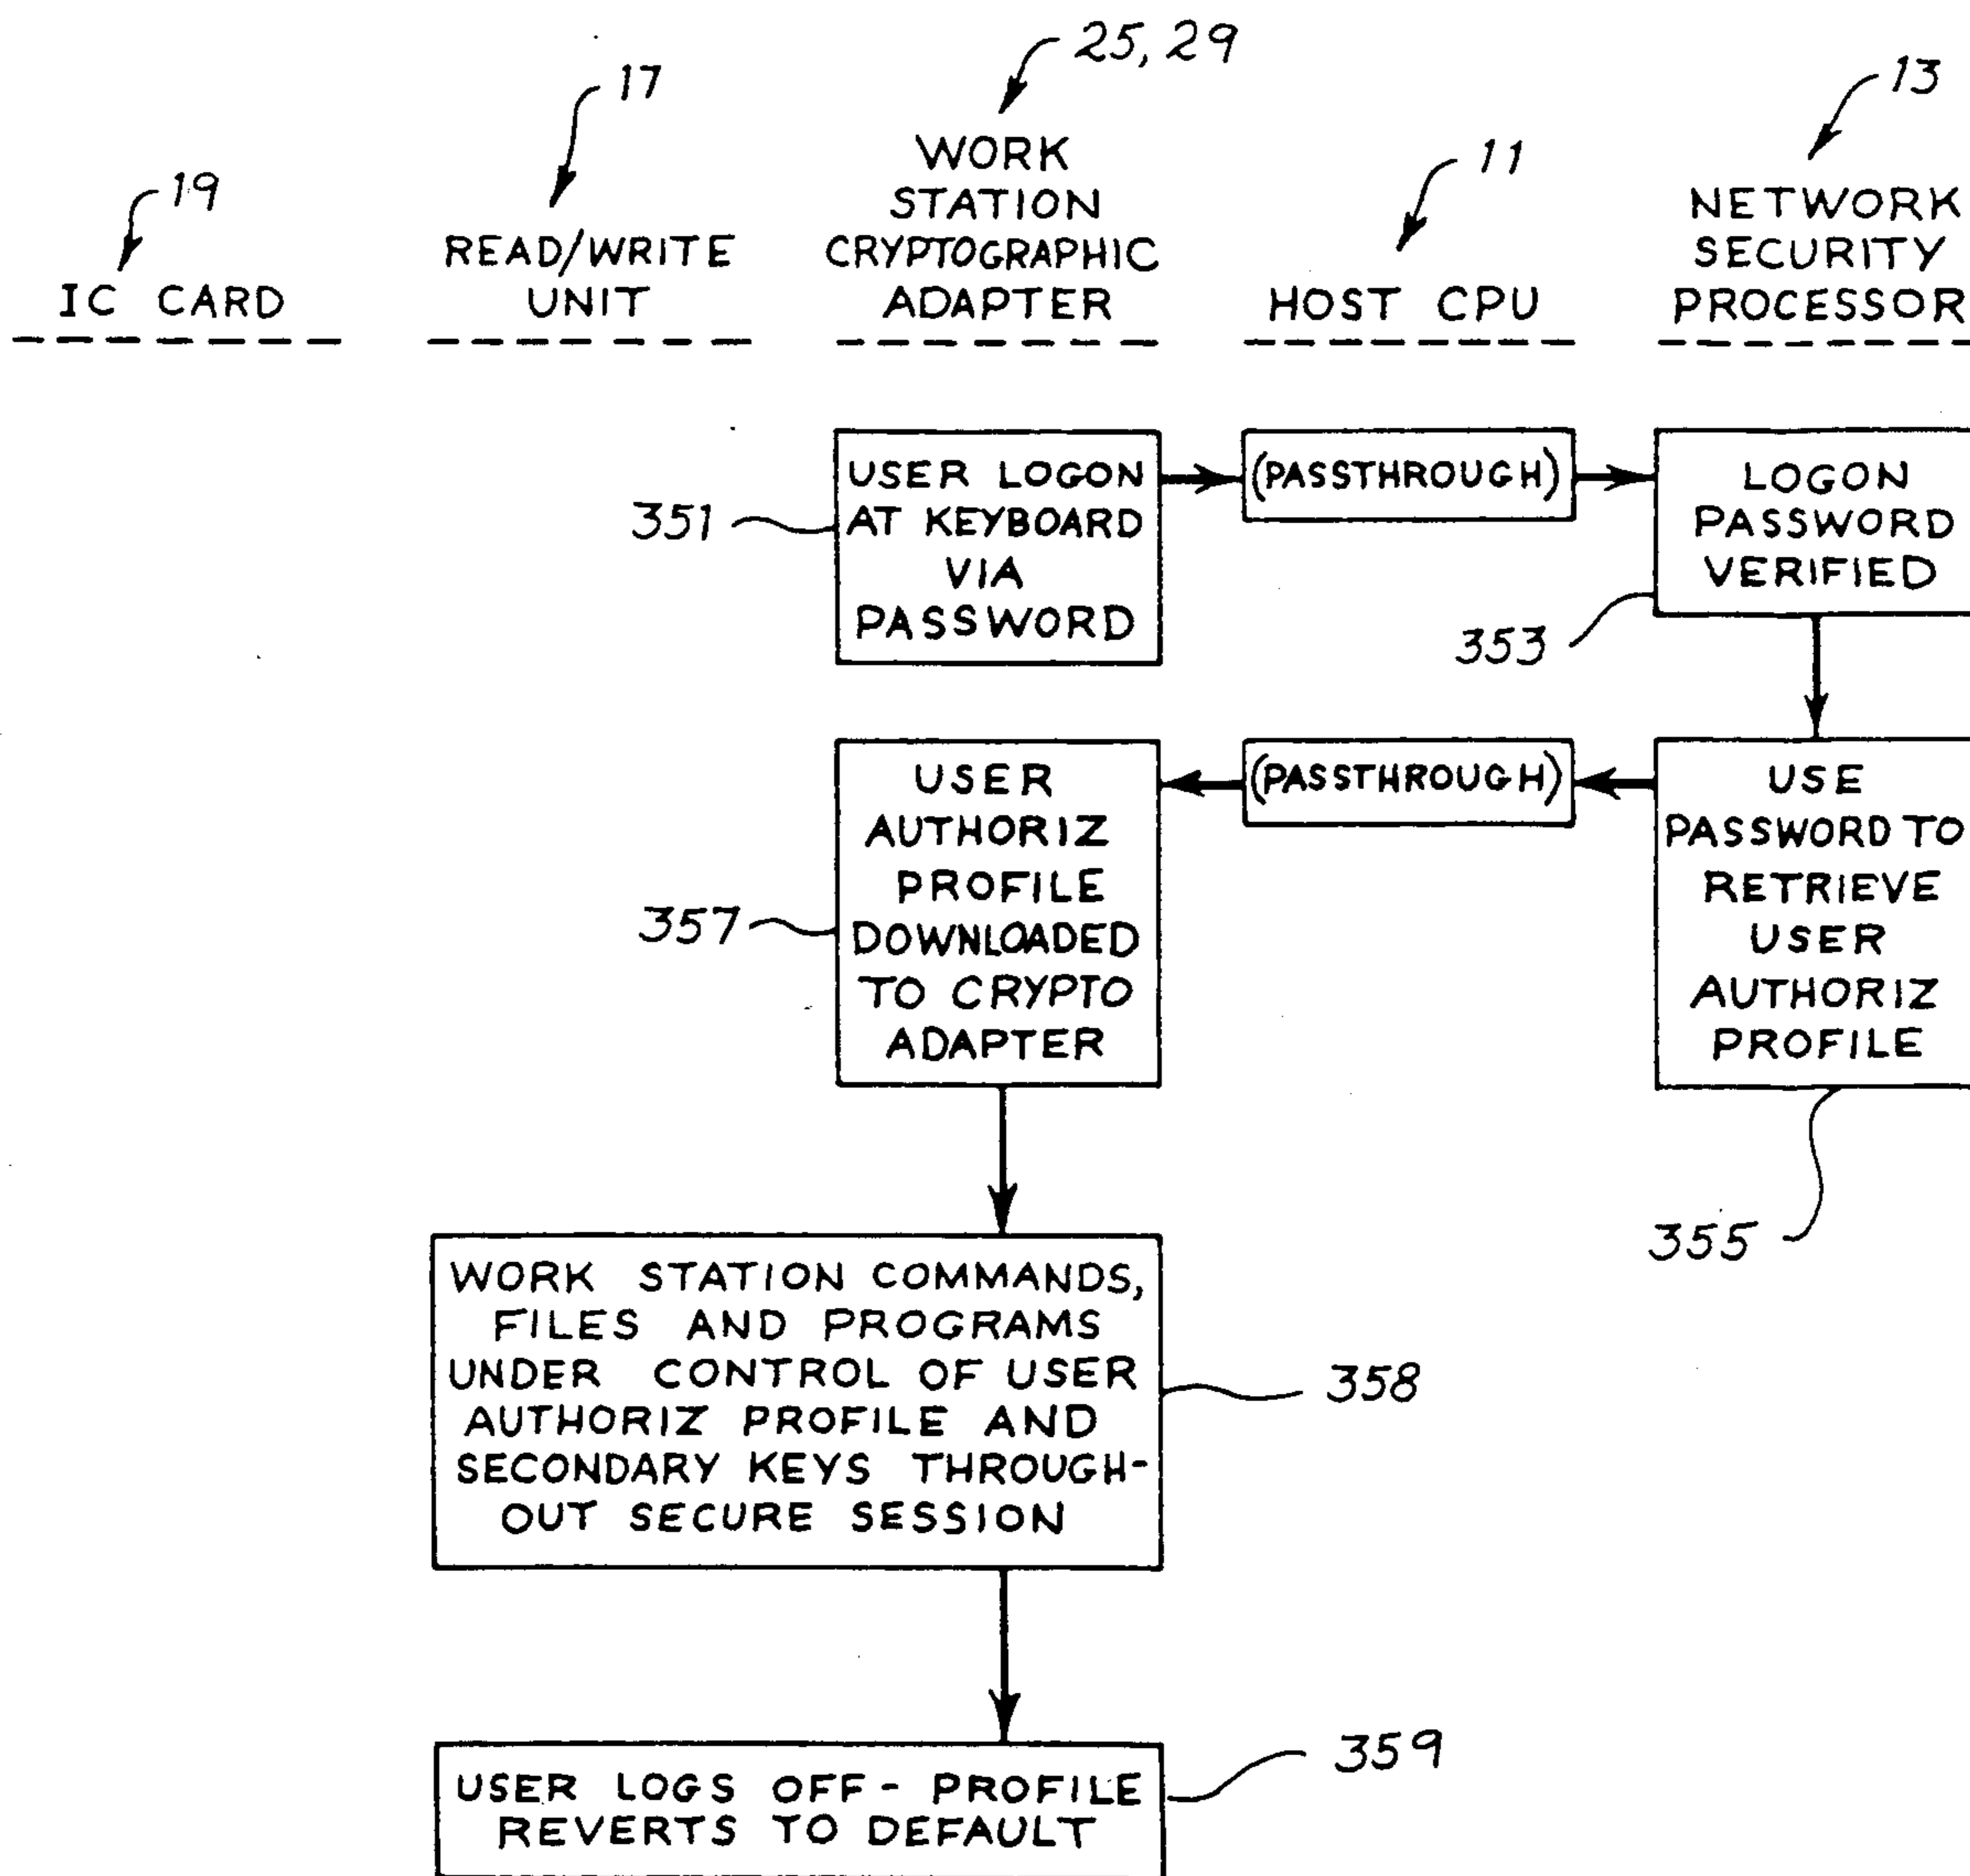 25, 29
17
13
19
11
IC CARD
READ/WRITE
UNIT
WORK
STATION
CRYPTOGRAPHIC
ADAPTER
HOST CPU
NETWORK
SECURITY
PROCESSOR
351
USER LOGON
AT KEYBOARD
VIA
PASSWORD
(PASSTHROUGH)
LOGON
PASSWORD
VERIFIED
353
357
USER
AUTHORIZ
PROFILE
DOWNLOADED
TO CRYPTO
ADAPTER
(PASSTHROUGH)
USE
PASSWORD TO
RETRIEVE
USER
AUTHORIZ
PROFILE
355
WORK STATION COMMANDS,
FILES AND PROGRAMS
UNDER CONTROL OF USER
AUTHORIZ PROFILE AND
SECONDARY KEYS THROUGH-
OUT SECURE SESSION
358
USER LOGS OFF - PROFILE
REVERTS TO DEFAULT
359